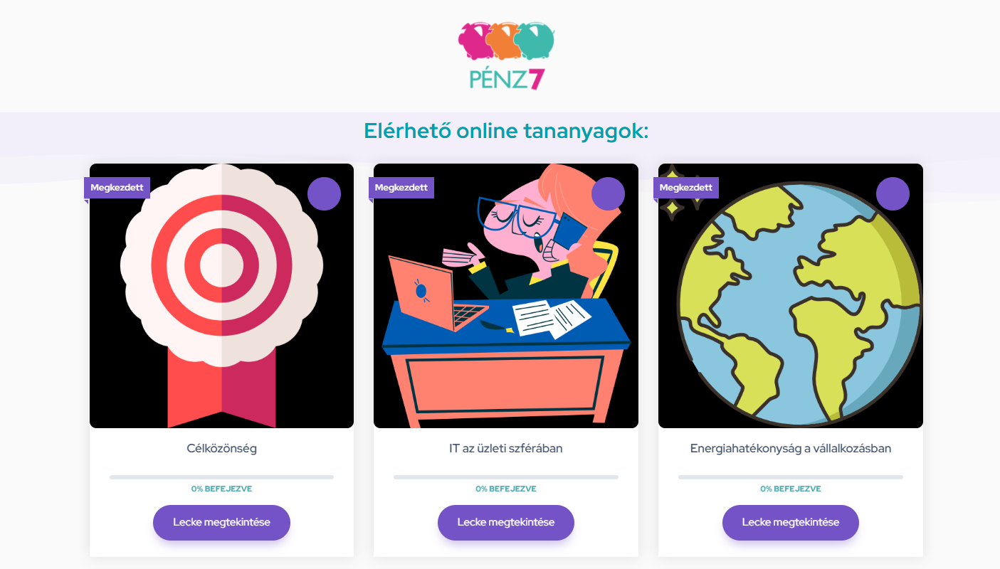 PÉNZ7
Elérhető online tananyagok:
Megkezdett
Megkezdett
Megkezdett
Célközönség
IT az üzleti szférában
Energiahatékonyság a vállalkozásban
0% BEFEJEZVE
0% BEFEJEZVE
0% BEFEJEZVE
Lecke megtekintése
Lecke megtekintése
Lecke megtekintése